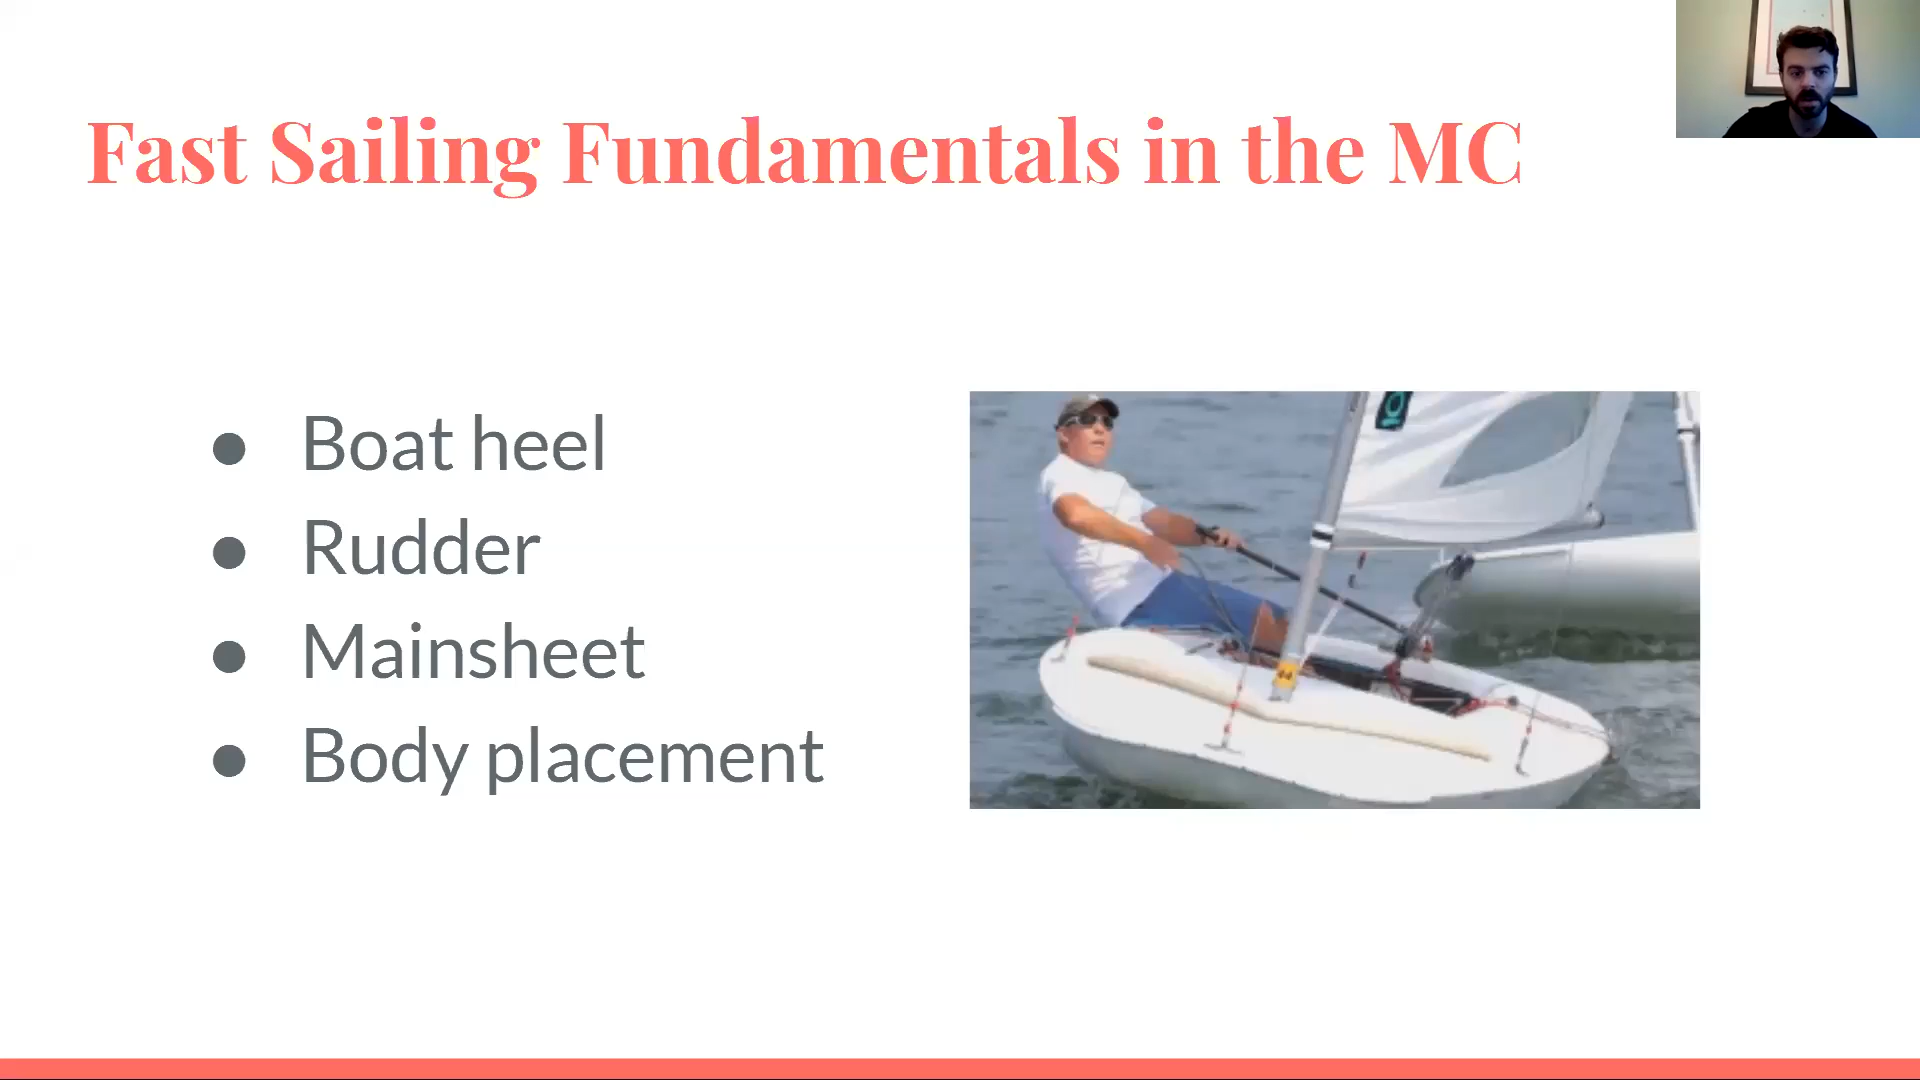 Fast Sailing Fundamentals in the MC
● Boat heel
● Rudder
● Mainsheet
● Body placement